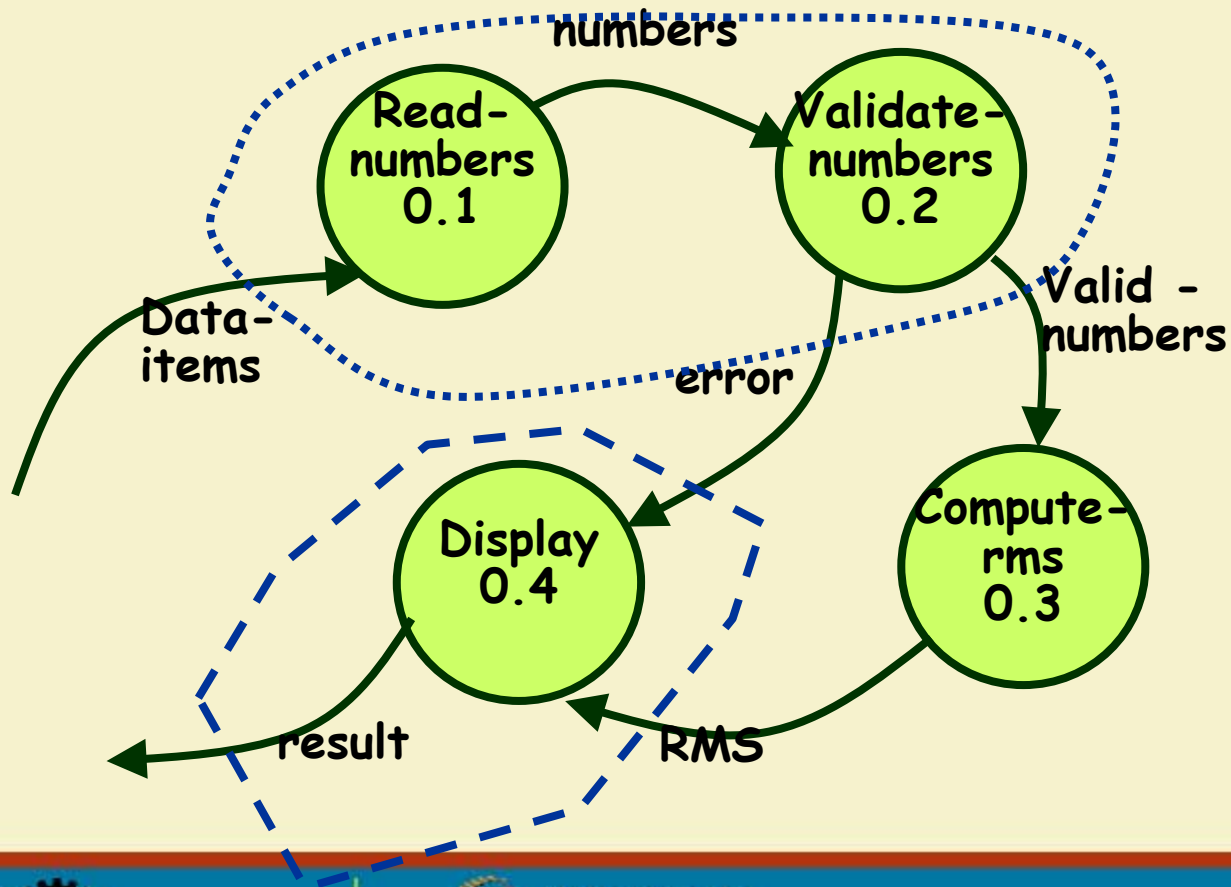 numbers
Read-
numbers
0.1
Validate-
numbers
0.2
Data-
items
Valid -
numbers
error
Display
0.4
Compute-
rms
0.3
result
RMS